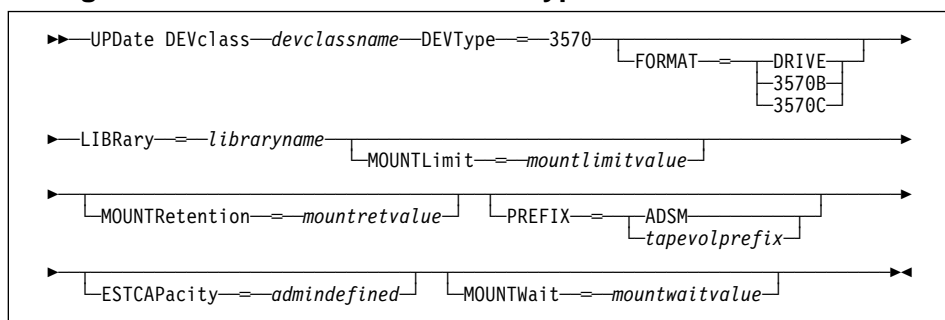 ▶▶──UPDate DEVclass──devclassname──DEVType──=──3570──FORMAT──=──DRIVE
3570B
3570C
▶──LIBRary──=──libraryname──MOUNTLimit──=──mountlimitvalue
▶──MOUNTRetention──=──mountretvalue──PREFIX──=──ADSM
tapevolprefix
▶──ESTCAPacity──=──admindefined──MOUNTWait──=──mountwaitvalue──▶◀